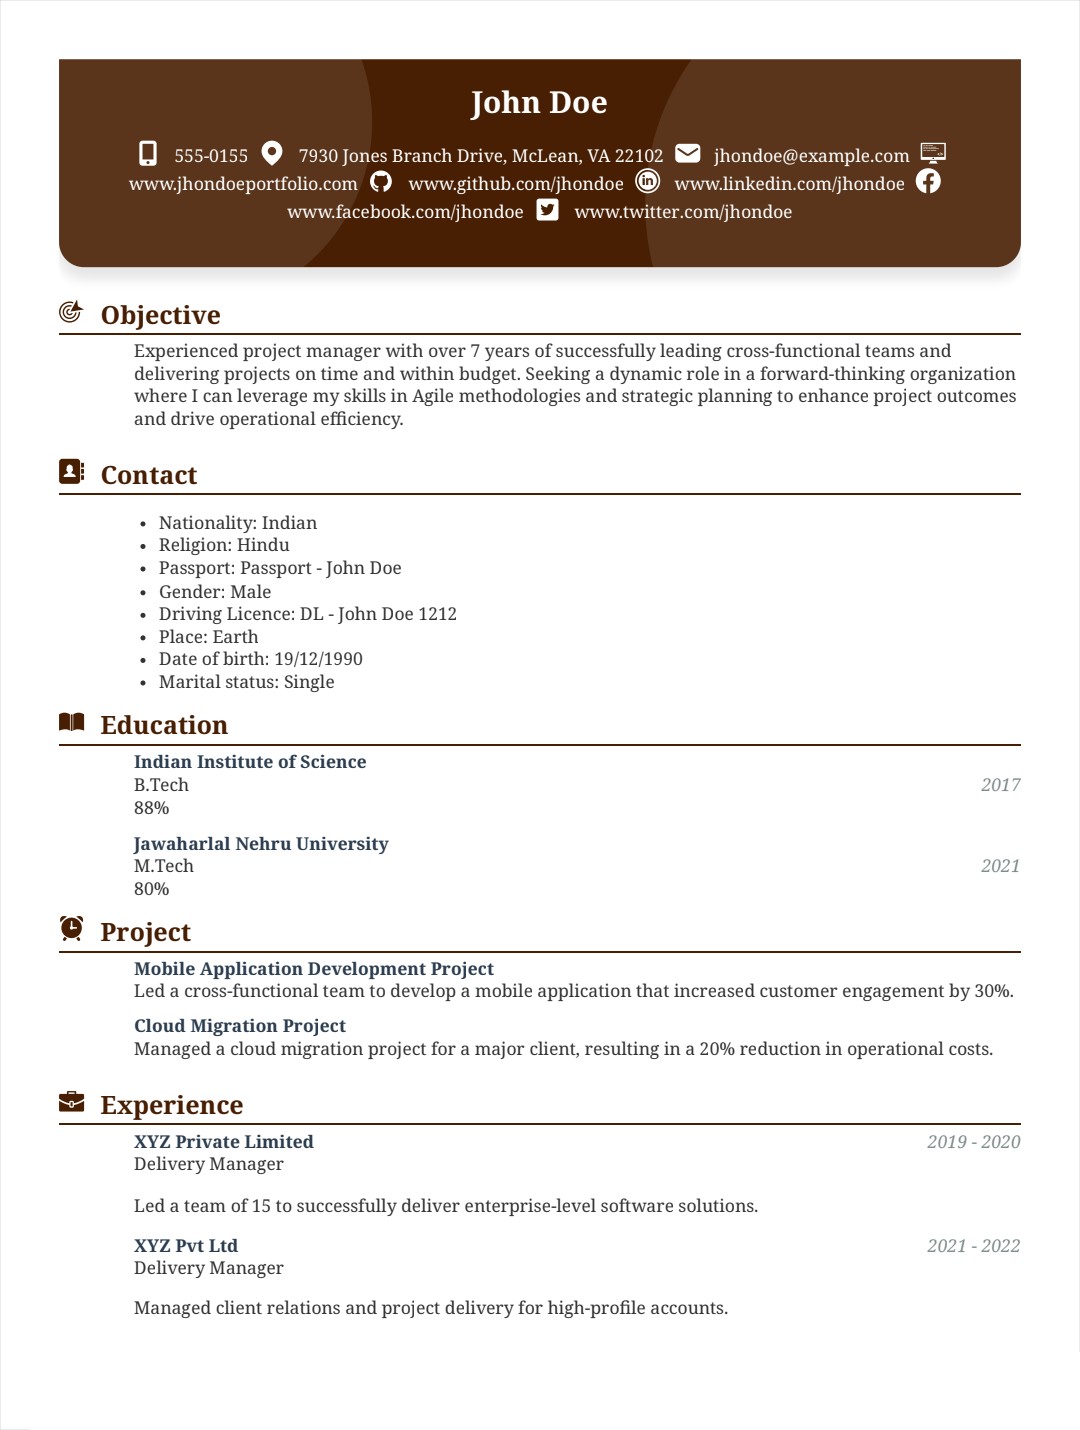 John Doe
555-0155 7930 Jones Branch Drive, McLean, VA 22102 jhondoe@example.com
www.jhondoeportfolio.com www.github.com/jhondoe www.linkedin.com/jhondoe
www.facebook.com/jhondoe www.twitter.com/jhondoe
Objective
Experienced project manager with over 7 years of successfully leading cross-functional teams and
delivering projects on time and within budget. Seeking a dynamic role in a forward-thinking organization
where I can leverage my skills in Agile methodologies and strategic planning to enhance project outcomes
and drive operational efficiency.
Contact
• Nationality: Indian
• Religion: Hindu
• Passport: Passport - John Doe
• Gender: Male
• Driving Licence: DL - John Doe 1212
• Place: Earth
• Date of birth: 19/12/1990
• Marital status: Single
Education
Indian Institute of Science
B.Tech 2017
88%
Jawaharlal Nehru University
M.Tech 2021
80%
Project
Mobile Application Development Project
Led a cross-functional team to develop a mobile application that increased customer engagement by 30%.
Cloud Migration Project
Managed a cloud migration project for a major client, resulting in a 20% reduction in operational costs.
Experience
XYZ Private Limited 2019 - 2020
Delivery Manager
Led a team of 15 to successfully deliver enterprise-level software solutions.
XYZ Pvt Ltd 2021 - 2022
Delivery Manager
Managed client relations and project delivery for high-profile accounts.